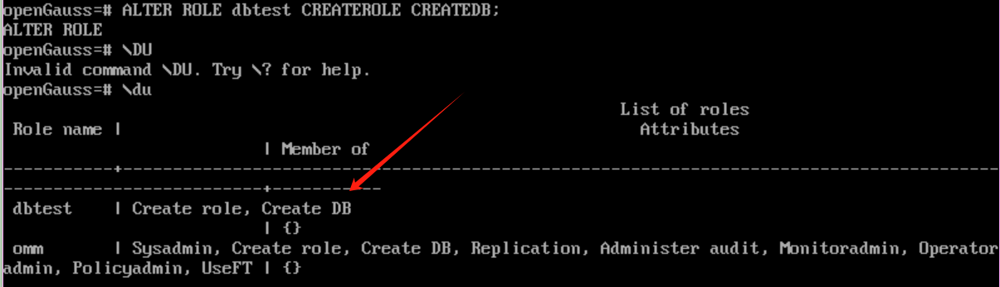 openGauss=# ALTER ROLE dbtest CREATEROLE CREATEDB;
ALTER ROLE
openGauss=# \DU
Invalid command \DU. Try \? for help.
openGauss=# \du
List of roles
Role name | Attributes
| Member of
-----------+-----------------------------------------------------------------------------------------
--------------------------+-----------
dbtest | Create role, Create DB
| {}
omm | Sysadmin, Create role, Create DB, Replication, Administer audit, Monitoradmin, Operator
admin, Policyadmin, UseFT | {}